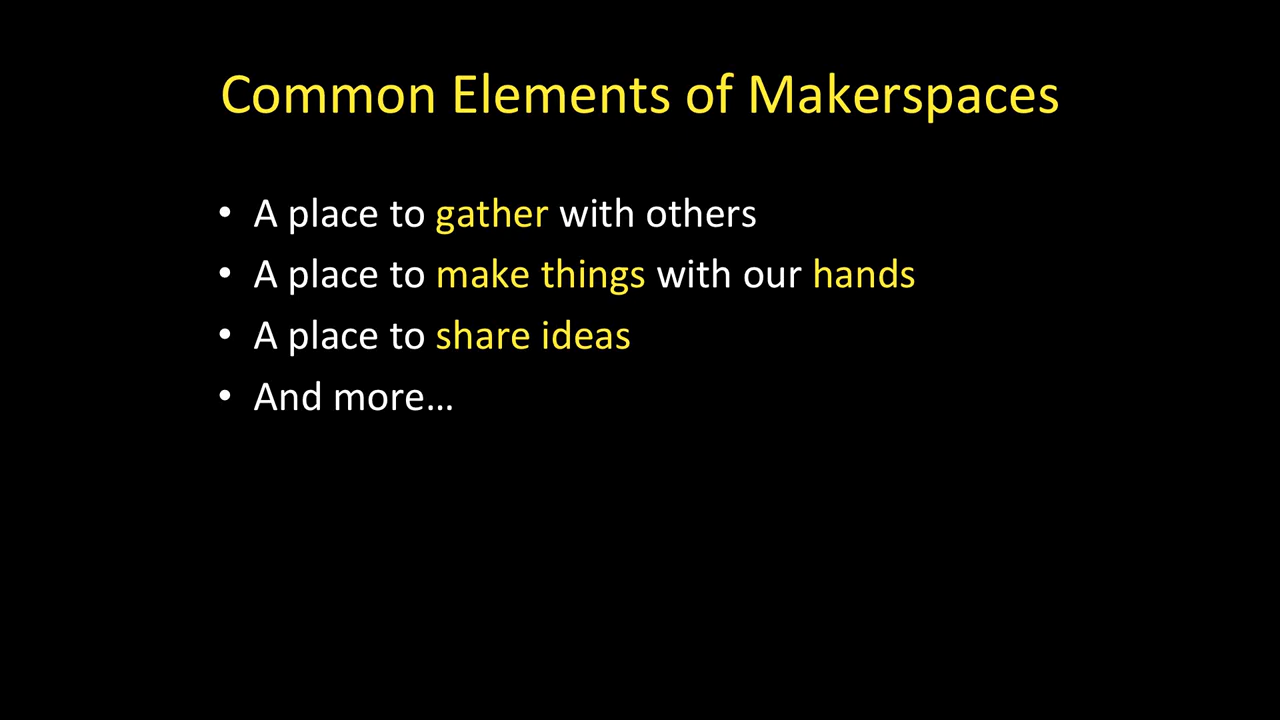 Common Elements of Makerspaces
• A place to gather with others
• A place to make things with our hands
• A place to share ideas
• And more…